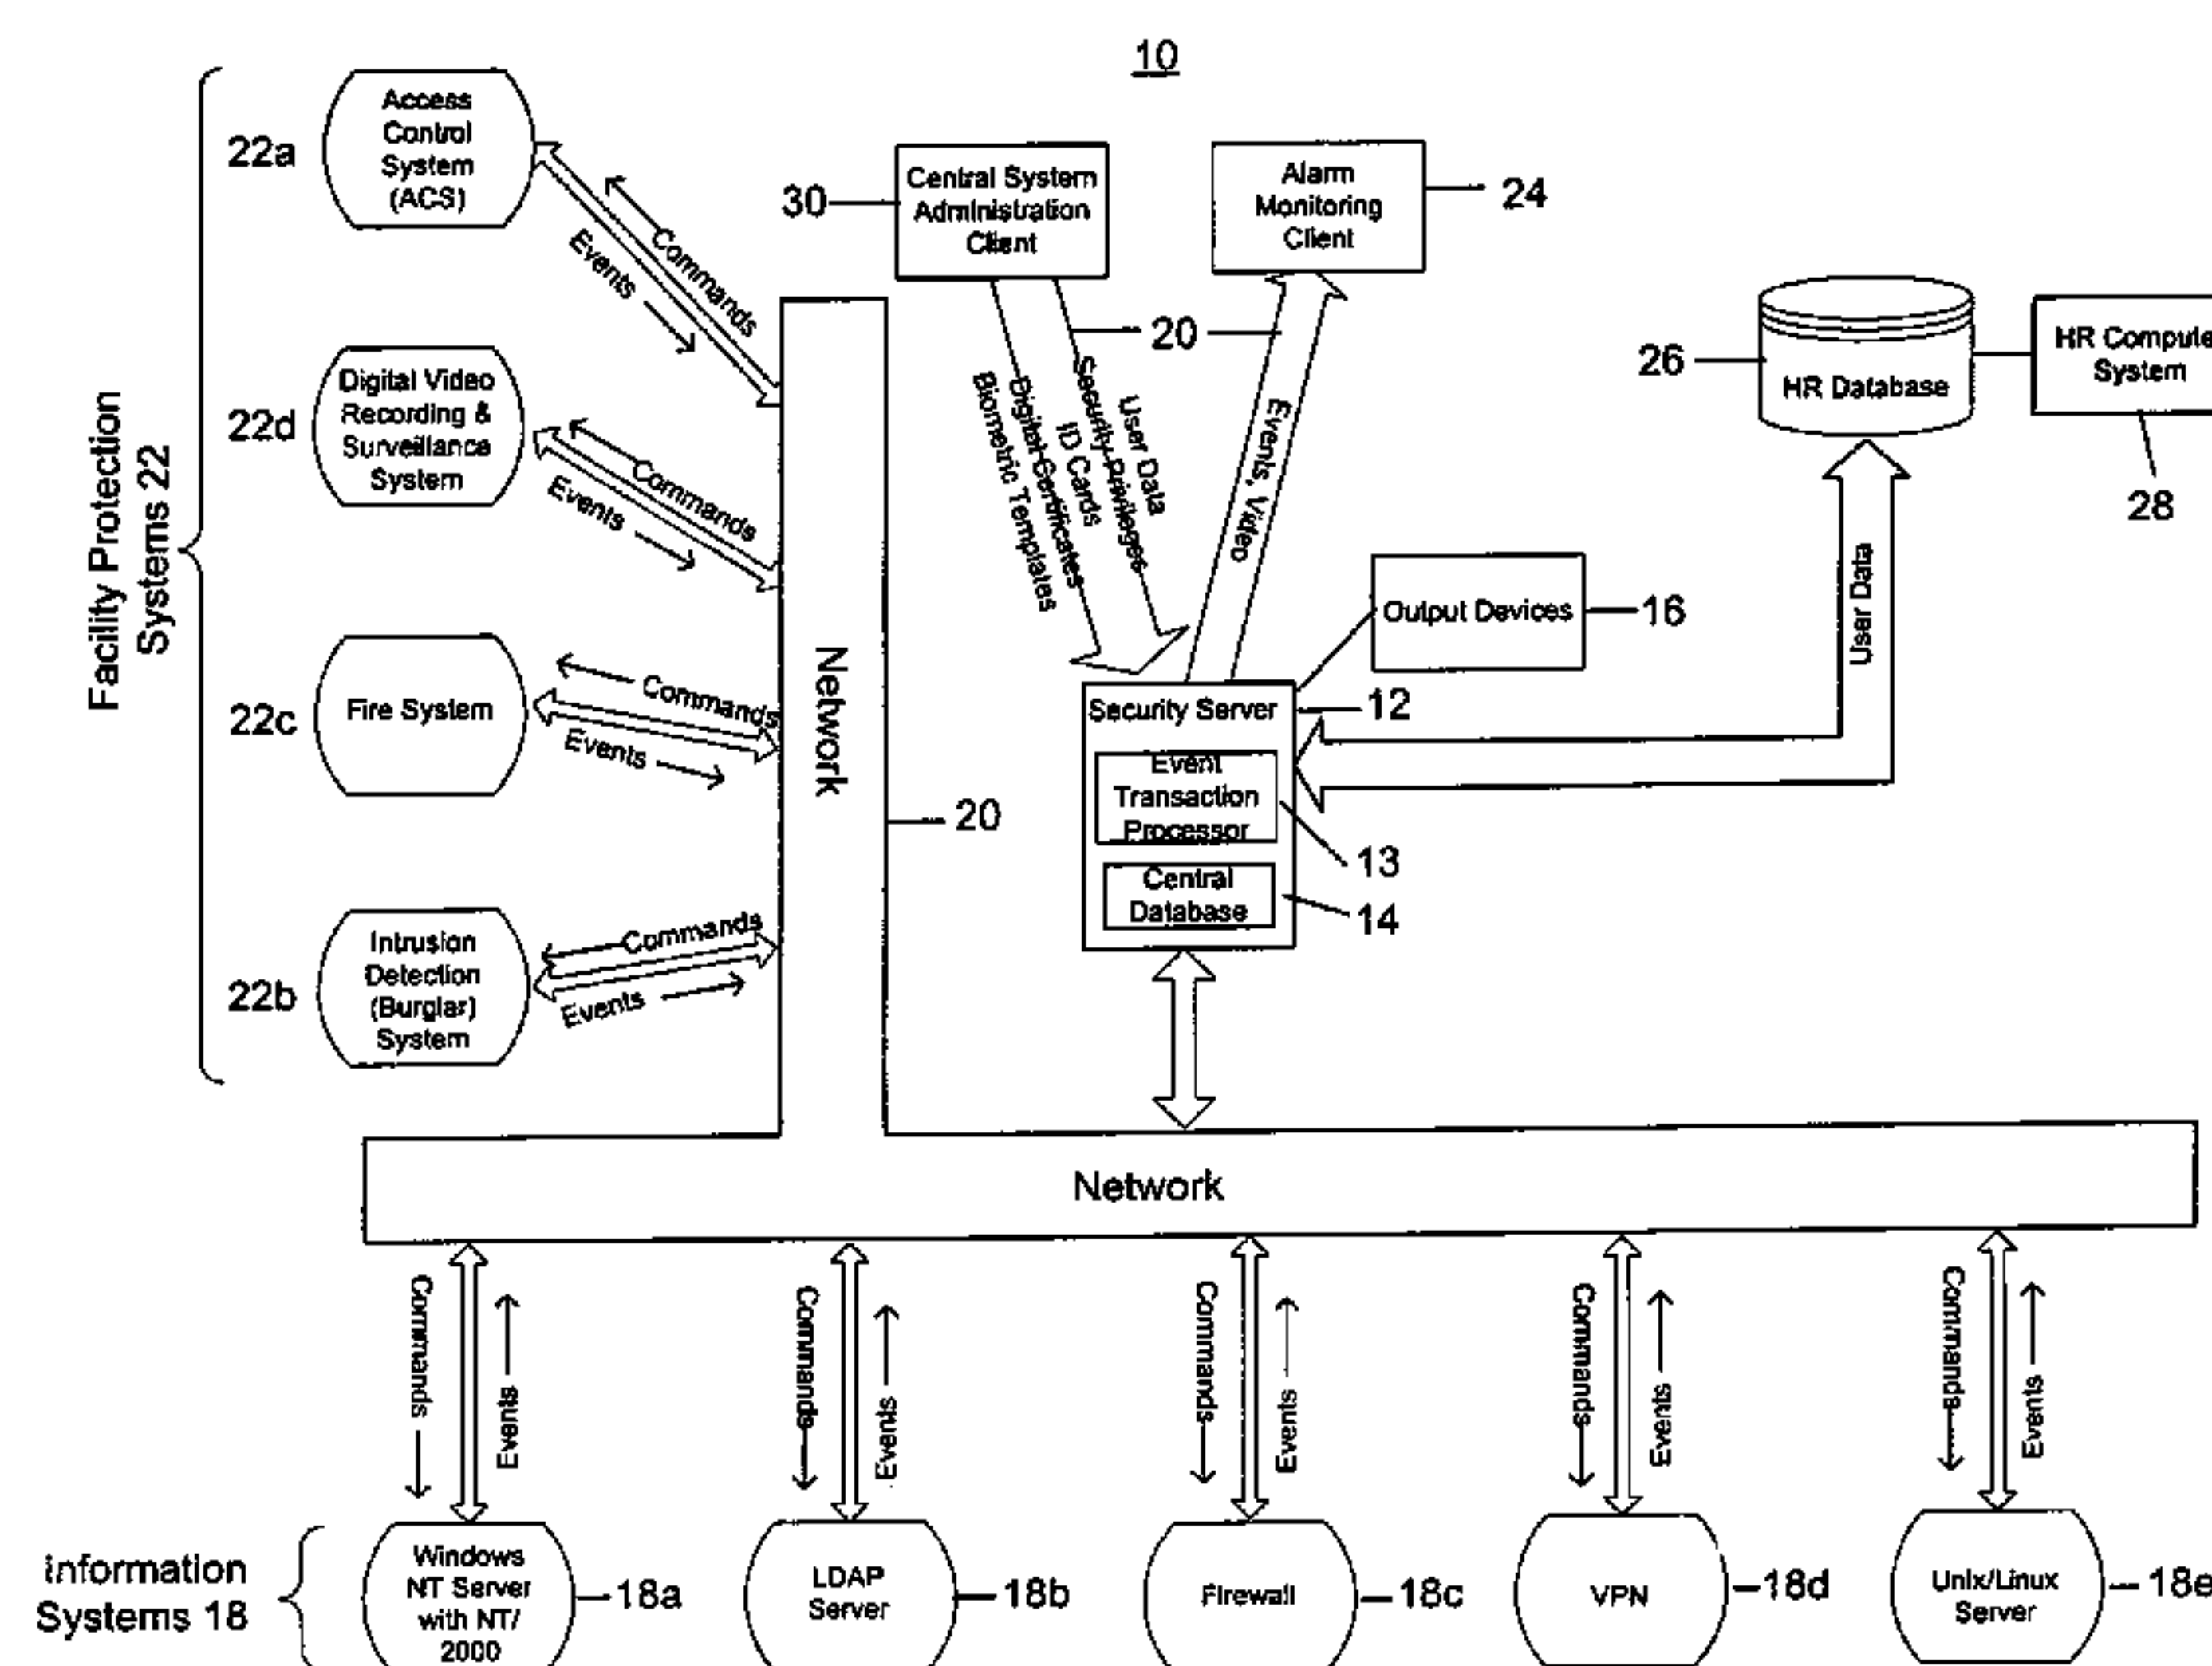 10
Facility Protection
Systems 22
22a
Access
Control
System
(ACS)
Commands
Events
22d
Digital Video
Recording &
Surveillance
System
Commands
Events
22c
Fire System
Commands
Events
22b
Intrusion
Detection
(Burglar)
System
Commands
Events
Network
20
30
Central System
Administration
Client
Alarm
Monitoring
Client
24
20
User Data
Security Privileges
ID Cards
Digital Certificates
Biometric Templates
Events, Video
26
HR Database
HR Compute
System
28
User Data
Output Devices
16
Security Server
12
Event
Transaction
Processor
13
Central
Database
14
Network
Commands
Events
Commands
Events
Commands
Events
Commands
Events
Commands
Events
Information
Systems 18
Windows
NT Server
with NT/
2000
18a
LDAP
Server
18b
Firewall
18c
VPN
18d
Unix/Linux
Server
18e